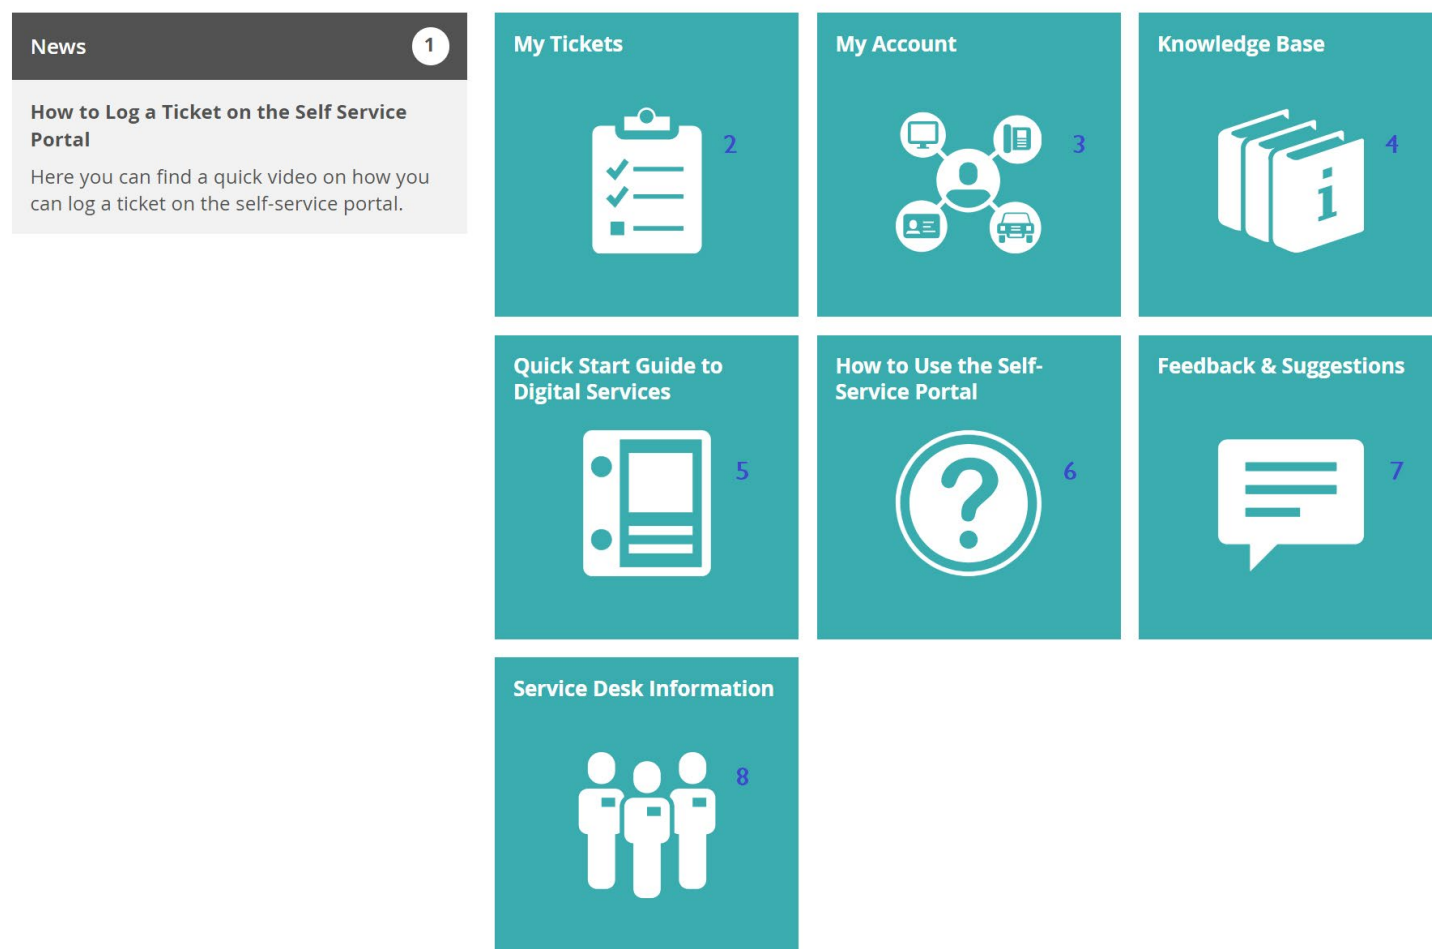 News
1
How to Log a Ticket on the Self Service
Portal
Here you can find a quick video on how you
can log a ticket on the self-service portal.
My Tickets
2
My Account
3
Knowledge Base
i
4
Quick Start Guide to
Digital Services
5
How to Use the Self-
Service Portal
?
6
Feedback & Suggestions
7
Service Desk Information
8